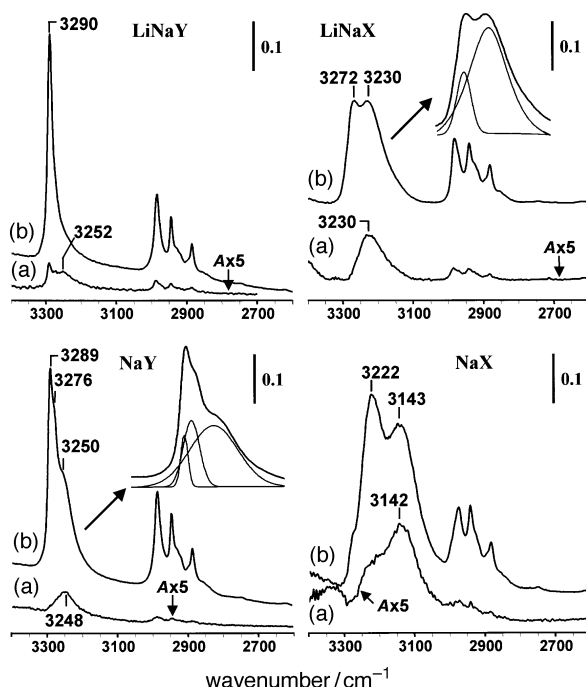 3290
LiNaY
0.1
3252
(b)
(a)
Ax5
3300 3100 2900 2700
LiNaX
0.1
3272 3230
(b)
3230
(a)
Ax5
3300 3100 2900 2700
3289
3276
NaY
0.1
3250
(b)
(a)
Ax5
3248
3300 3100 2900 2700
NaX
0.1
3222
3143
3142
(b)
Ax5
(a)
3300 3100 2900 2700
wavenumber / cm⁻¹